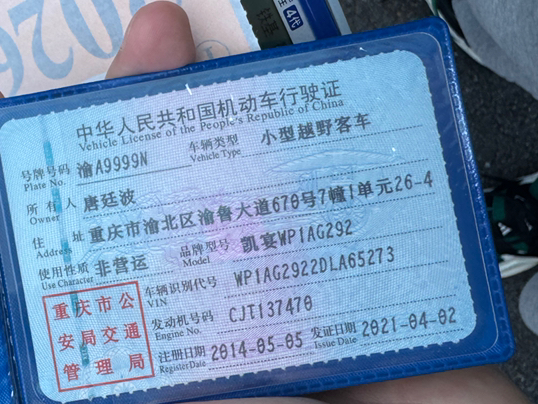 中华人民共和国机动车行驶证
Vehicle License of the People's Republic of China
号牌号码 渝A9999N 车辆类型 小型越野客车
Plate No. Vehicle Type
所有人 唐廷波
Owner
住址 重庆市渝北区渝鲁大道670号7幢1单元26-4
Address
使用性质 非营运 品牌型号 凯宴WP1AG292
Use Character Model
车辆识别代号 WP1AG2922DLA65273
VIN
发动机号码 CJT137470
Engine No.
注册日期 2014-05-05 发证日期 2021-04-02
Register Date Issue Date
重庆市公
安局交通
管理局